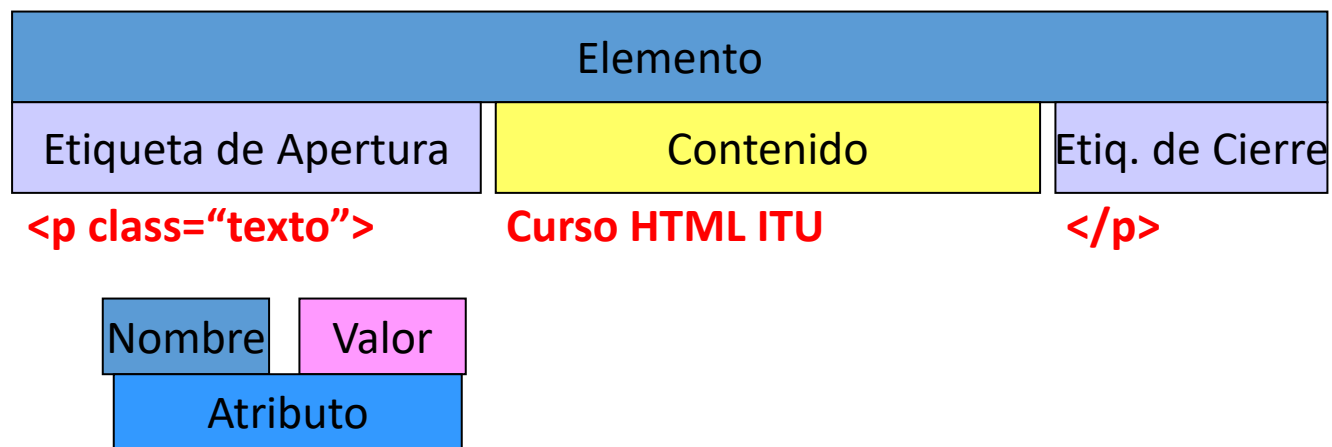 Elemento
Etiqueta de Apertura Contenido Etiq. de Cierre
<p class=“texto”> Curso HTML ITU </p>
Nombre Valor
Atributo